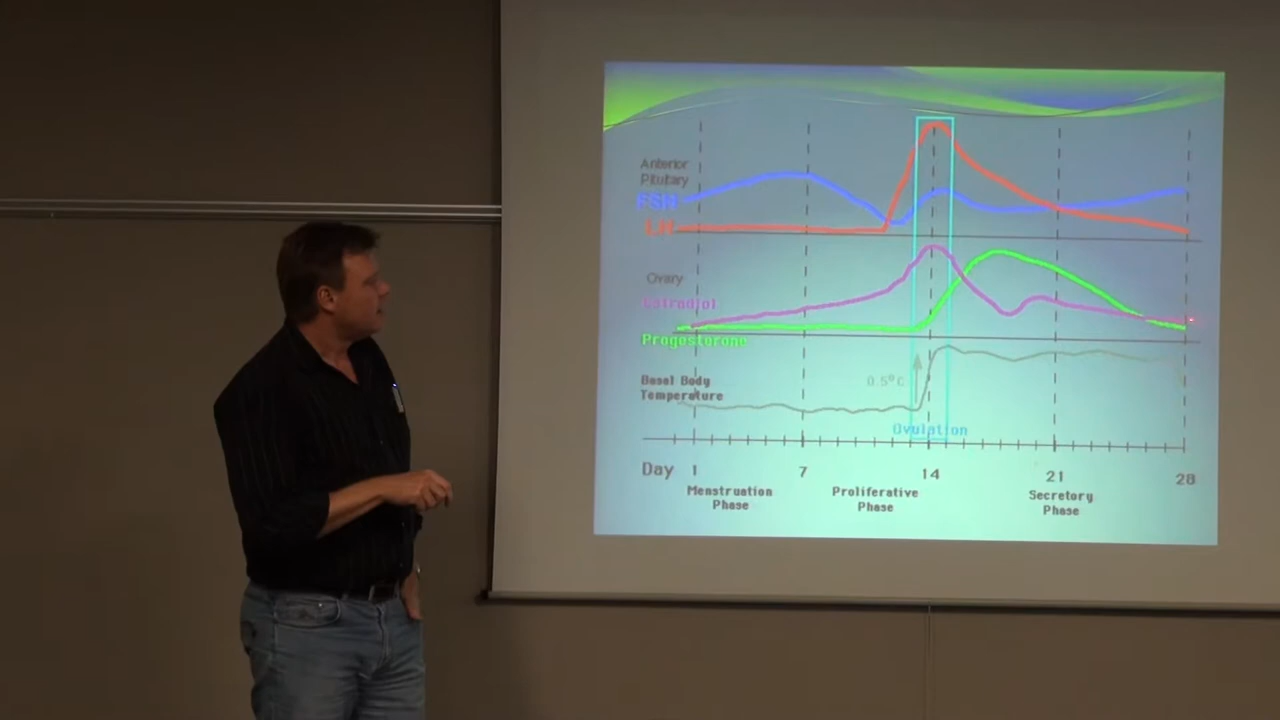 Anterior
Pitutary
FSH
LH
Ovary
Estradiol
Progesterone
Basal Body
Temperature
0.5°C
Ovulation
Day 1 7 14 21 28
Menstruation
Phase
Proliferative
Phase
Secretory
Phase